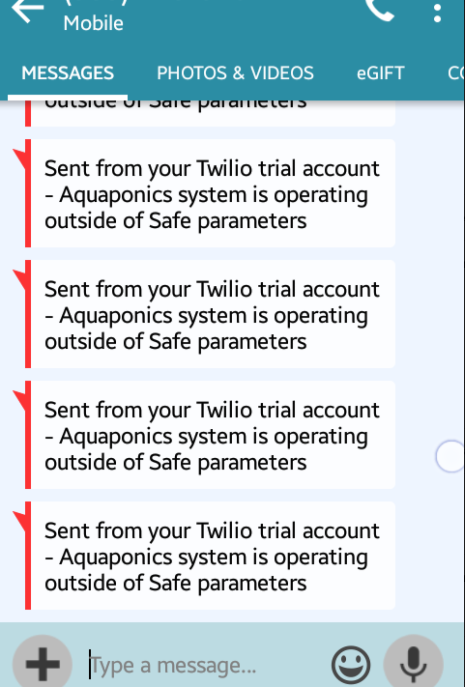 Mobile
MESSAGES PHOTOS & VIDEOS eGIFT
outside of Safe parameters
Sent from your Twilio trial account
- Aquaponics system is operating
outside of Safe parameters
Sent from your Twilio trial account
- Aquaponics system is operating
outside of Safe parameters
Sent from your Twilio trial account
- Aquaponics system is operating
outside of Safe parameters
Sent from your Twilio trial account
- Aquaponics system is operating
outside of Safe parameters
Type a message...